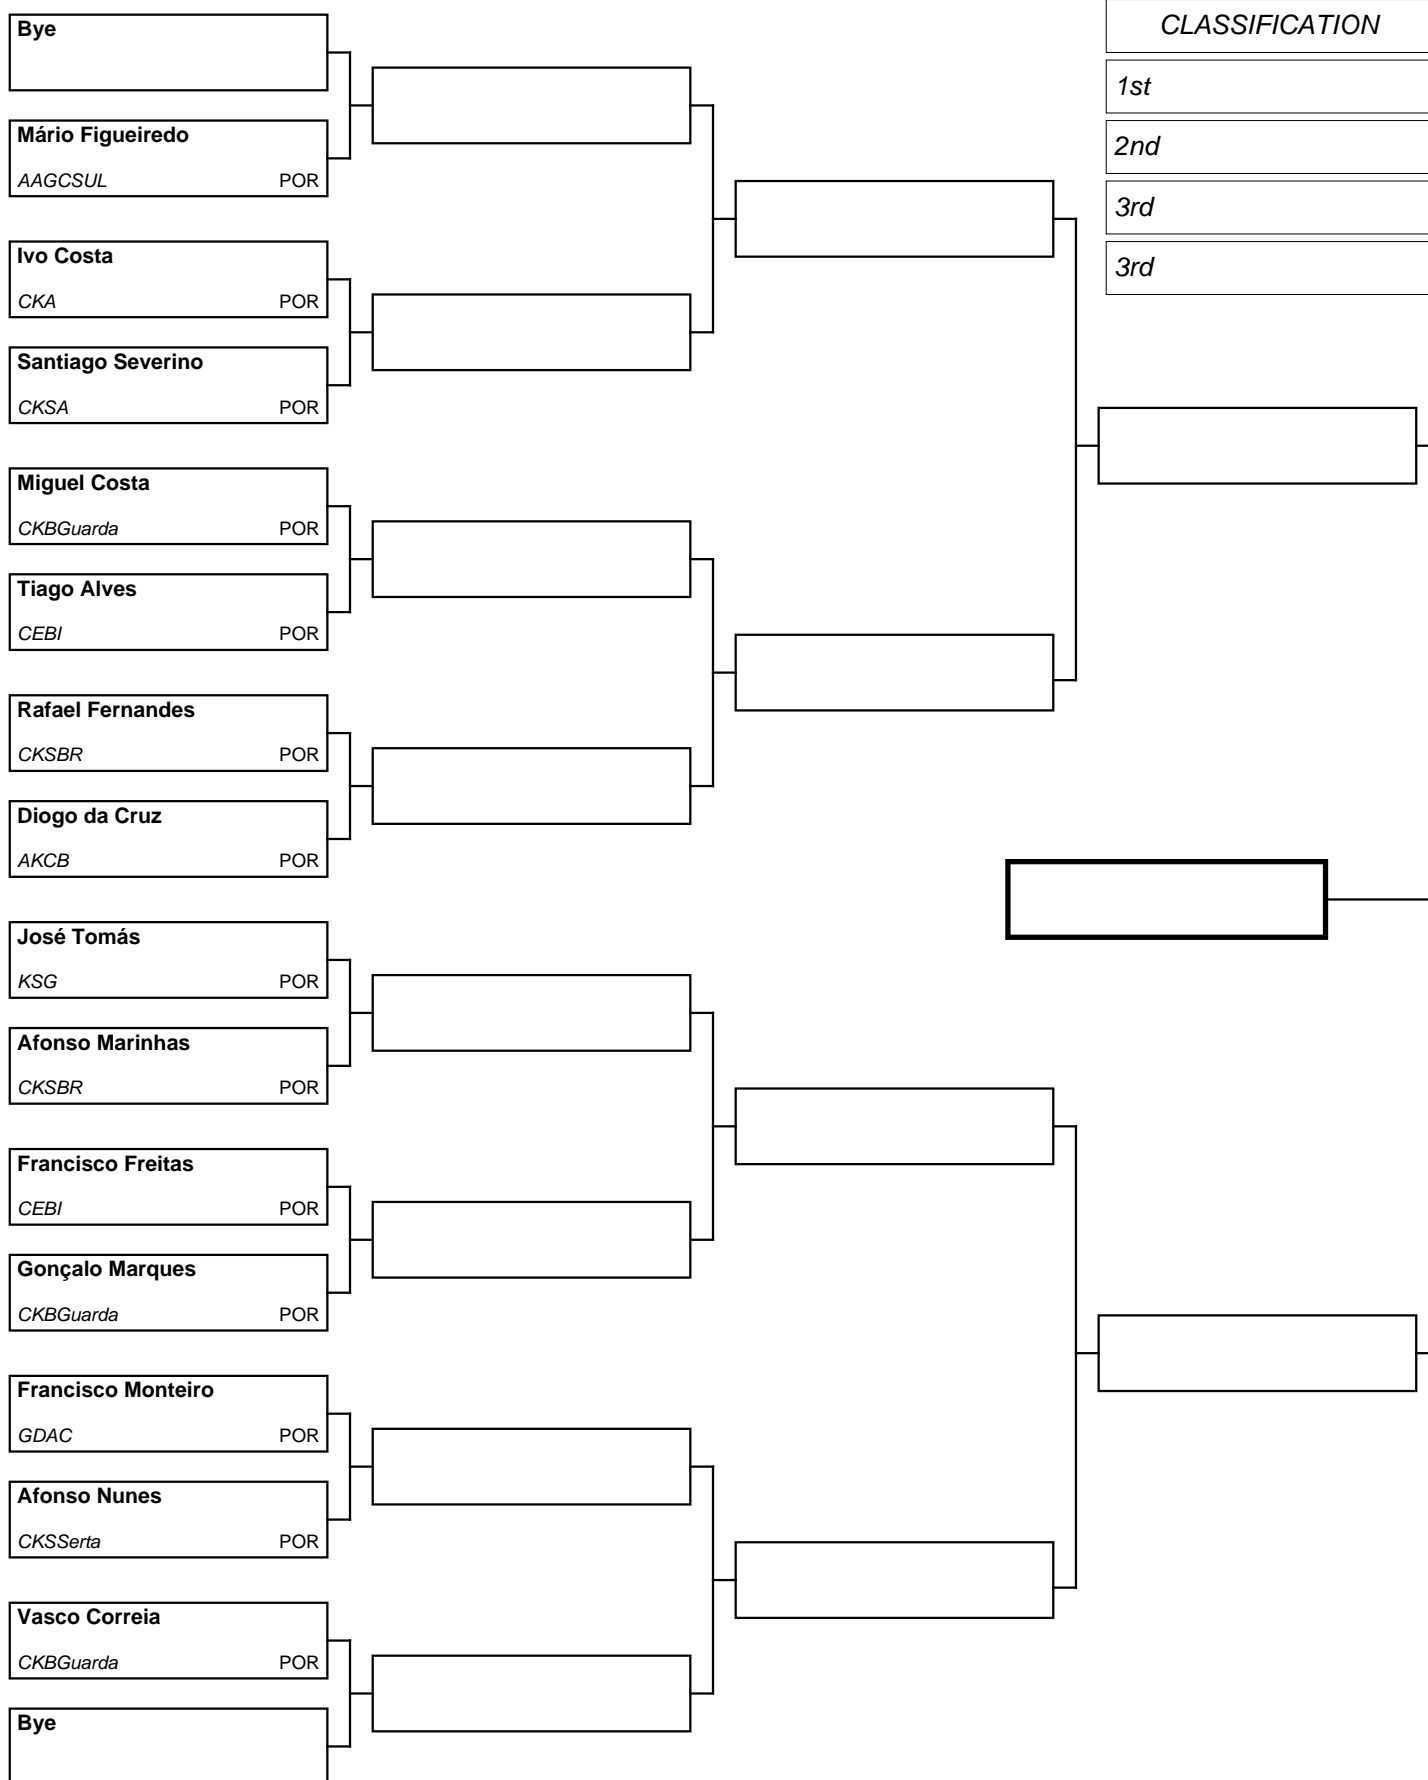 Bye
Mário Figueiredo
AAGCSUL POR
Ivo Costa
CKA POR
Santiago Severino
CKSA POR
Miguel Costa
CKBGuarda POR
Tiago Alves
CEBI POR
Rafael Fernandes
CKSBR POR
Diogo da Cruz
AKCB POR
José Tomás
KSG POR
Afonso Marinhas
CKSBR POR
Francisco Freitas
CEBI POR
Gonçalo Marques
CKBGuarda POR
Francisco Monteiro
GDAC POR
Afonso Nunes
CKSSerta POR
Vasco Correia
CKBGuarda POR
Bye
CLASSIFICATION
1st
2nd
3rd
3rd